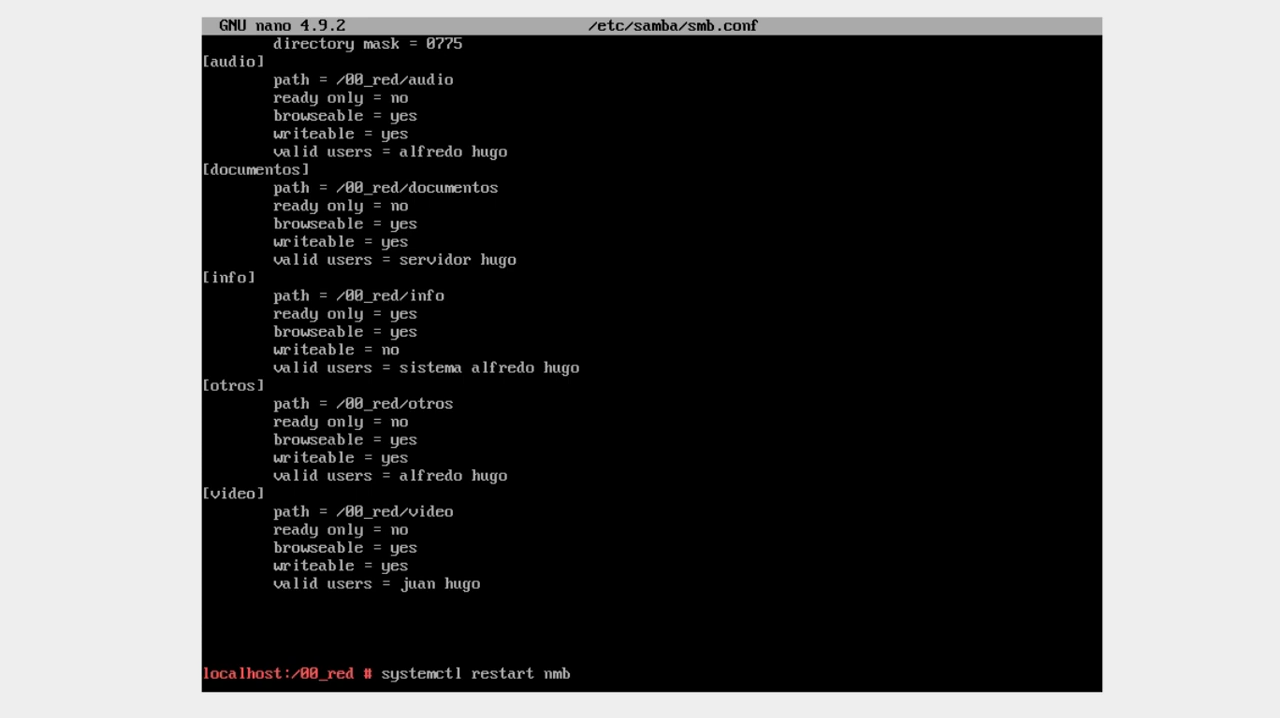 GNU nano 4.9.2 /etc/samba/smb.conf
directory mask = 0775
[audio]
path = /00_red/audio
ready only = no
browseable = yes
writeable = yes
valid users = alfredo hugo
[documentos]
path = /00_red/documentos
ready only = no
browseable = yes
writeable = yes
valid users = servidor hugo
[info]
path = /00_red/info
ready only = yes
browseable = yes
writeable = no
valid users = sistema alfredo hugo
[otros]
path = /00_red/otros
ready only = no
browseable = yes
writeable = yes
valid users = alfredo hugo
[video]
path = /00_red/video
ready only = no
browseable = yes
writeable = yes
valid users = juan hugo
localhost:/00_red # systemctl restart nmb